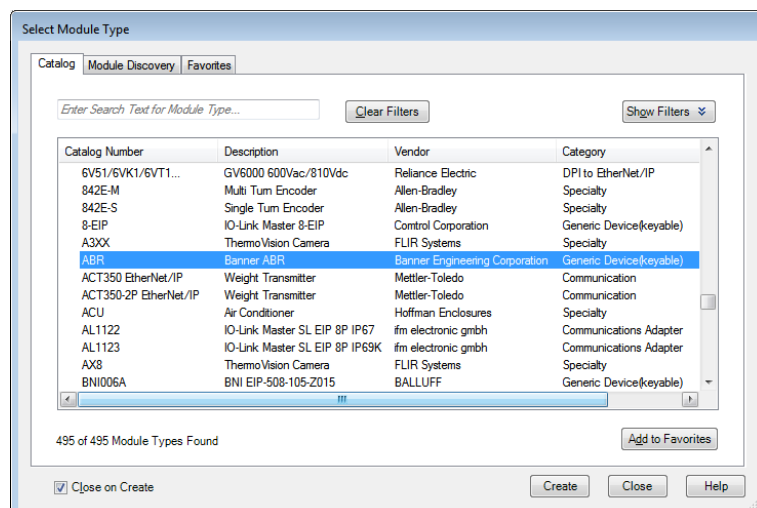 Select Module Type
Catalog Module Discovery Favorites
Enter Search Text for Module Type... Clear Filters Show Filters
Catalog Number Description Vendor Category
6V51/6VK1/6VT1... GV6000 600Vac/810Vdc Reliance Electric DPI to EtherNet/IP
842E-M Multi Turn Encoder Allen-Bradley Specialty
842E-S Single Turn Encoder Allen-Bradley Specialty
8-EIP IO-Link Master 8-EIP Comtrol Corporation Generic Device(keyable)
A3XX ThermoVision Camera FLIR Systems Specialty
ABR Banner ABR Banner Engineering Corporation Generic Device(keyable)
ACT350 EtherNet/IP Weight Transmitter Mettler-Toledo Communication
ACT350-2P EtherNet/IP Weight Transmitter Mettler-Toledo Communication
ACU Air Conditioner Hoffman Enclosures Specialty
AL1122 IO-Link Master SL EIP 8P IP67 ifm electronic gmbh Communications Adapter
AL1123 IO-Link Master SL EIP 8P IP69K ifm electronic gmbh Communications Adapter
AX8 ThermoVision Camera FLIR Systems Specialty
BNI006A BNI EIP-508-105-Z015 BALLUFF Generic Device(keyable)
495 of 495 Module Types Found Add to Favorites
Close on Create Create Close Help